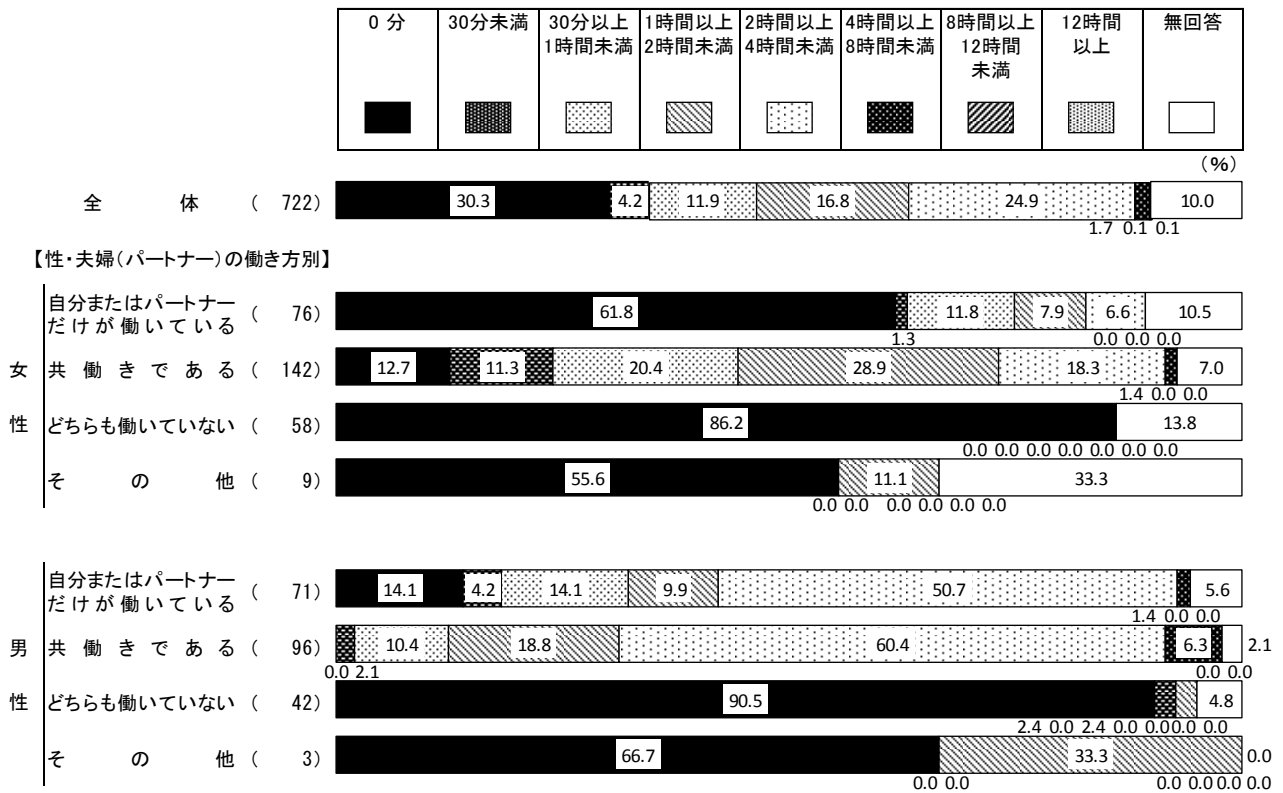 0 分 30分未満 30分以上 1時間以上 2時間以上 4時間以上 8時間以上 12時間 無回答
1時間未満 2時間未満 4時間未満 8時間未満 12時間 以上
未満
(%)
全 体 ( 722) 30.3 4.2 11.9 16.8 24.9 10.0
1.7 0.1 0.1
【性・夫婦(パートナー)の働き方別】
自分またはパートナー
だけが働いている ( 76) 61.8 11.8 7.9 6.6 10.5
1.3 0.0 0.0 0.0
女 共働きである ( 142) 12.7 11.3 20.4 28.9 18.3 7.0
1.4 0.0 0.0
性 どちらも働いていない ( 58) 86.2 13.8
0.0 0.0 0.0 0.0 0.0 0.0 0.0
その他 ( 9) 55.6 11.1 33.3
0.0 0.0 0.0 0.0 0.0 0.0
自分またはパートナー
だけが働いている ( 71) 14.1 4.2 14.1 9.9 50.7 5.6
1.4 0.0 0.0
男 共働きである ( 96) 10.4 18.8 60.4 6.3 2.1
0.0 2.1 0.0 0.0
性 どちらも働いていない ( 42) 90.5 4.8
2.4 0.0 2.4 0.0 0.0 0.0 0.0
その他 ( 3) 66.7 33.3 0.0
0.0 0.0 0.0 0.0 0.0 0.0